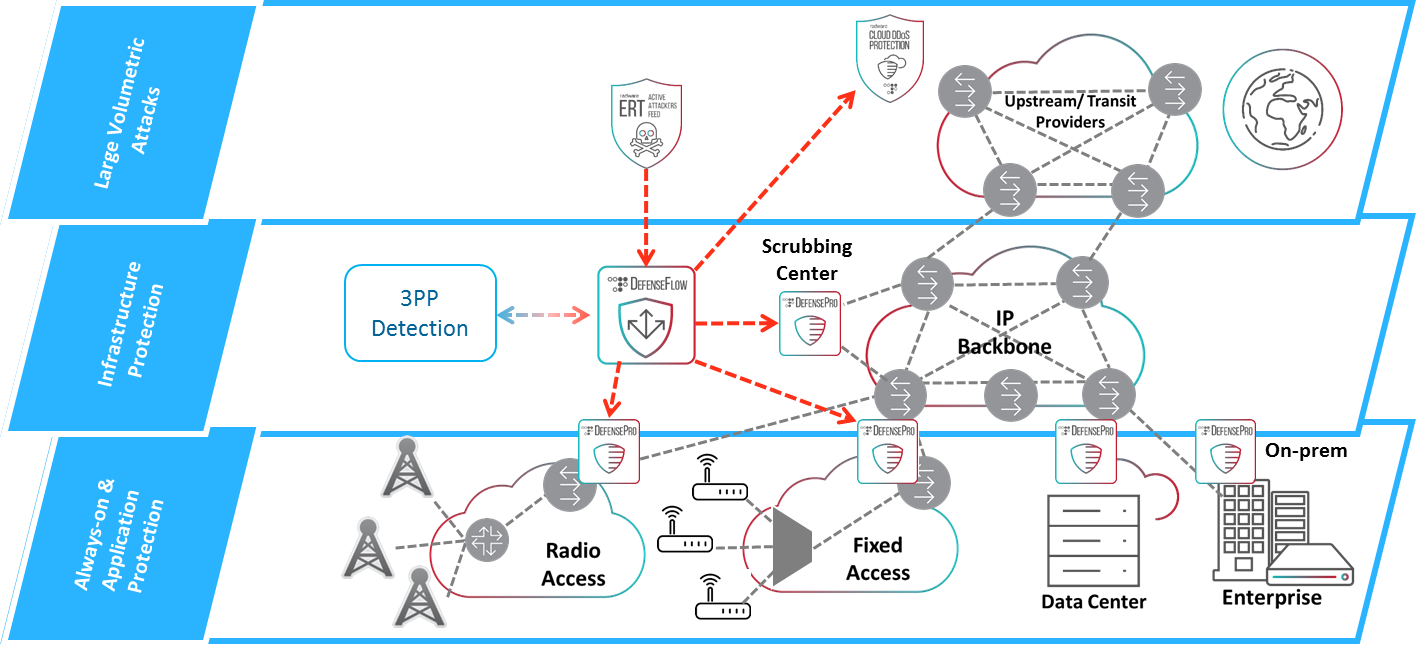 Large Volumetric
Attacks
radware
ERT
ACTIVE
ATTACKERS
FEED
radware
CLOUD DDoS
PROTECTION
Upstream/ Transit
Providers
Infrastructure
Protection
3PP
Detection
DEFENSEFLOW
Scrubbing
Center
DEFENSEPRO
IP
Backbone
Always-on &
Application
Protection
DEFENSEPRO
Radio
Access
DEFENSEPRO
Fixed
Access
DEFENSEPRO
Data Center
DEFENSEPRO
On-prem
Enterprise